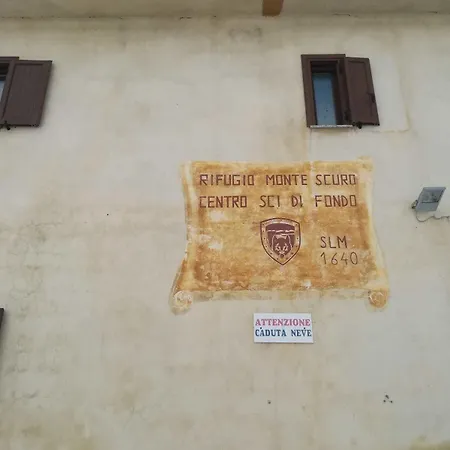 RIFUGIO MONTE SCURO
CENTRO SCI DI FONDO
SLM
1640
ATTENZIONE
CADUTA NEVE